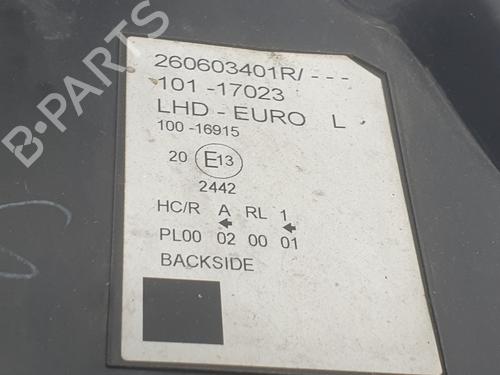 B-PARTS
260603401R/ - - -
101 -17023
LHD - EURO L
100 -16915
20 E13
2442
HC/R A RL 1
PL00 02 00 01
BACKSIDE